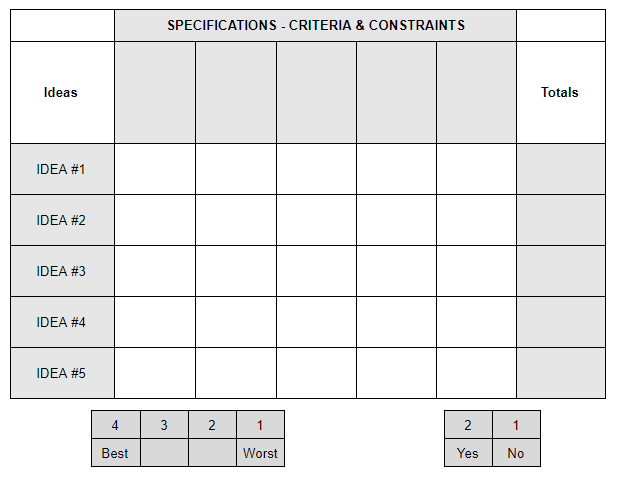 SPECIFICATIONS - CRITERIA & CONSTRAINTS
Ideas Totals
IDEA #1
IDEA #2
IDEA #3
IDEA #4
IDEA #5
4 3 2 1 2 1
Best Worst Yes No